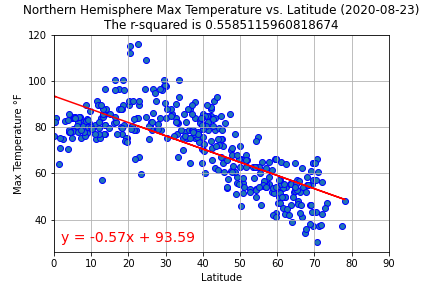 Northern Hemisphere Max Temperature vs. Latitude (2020-08-23)
The r-squared is 0.5585115960818674
120
100
80
60
40
Max Temperature °F
y = -0.57x + 93.59
0 10 20 30 40 50 60 70 80 90
Latitude